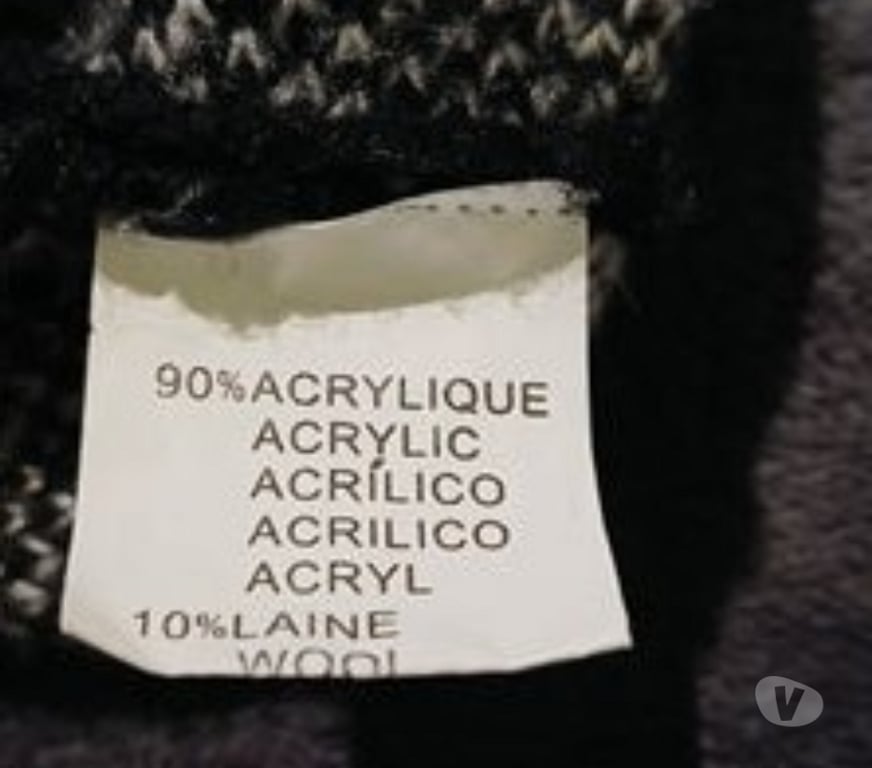 90%ACRYLIQUE
ACRYLIC
ACRÍLICO
ACRILICO
ACRYL
10%LAINE
WOOL
V